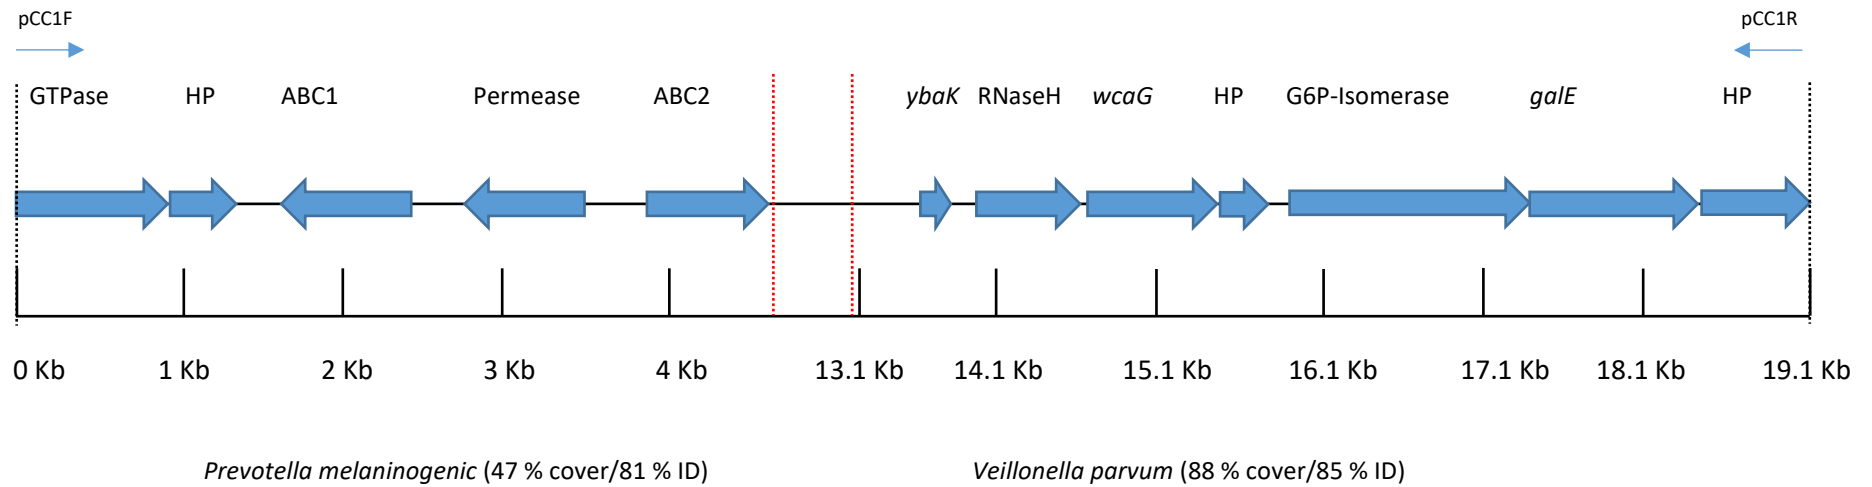 pCC1F pCC1R
GTPase HP ABC1 Permease ABC2 ybaK RNaseH wcaG HP G6P-Isomerase galE HP
0 Kb 1 Kb 2 Kb 3 Kb 4 Kb 13.1 Kb 14.1 Kb 15.1 Kb 16.1 Kb 17.1 Kb 18.1 Kb 19.1 Kb
Prevotella melaninogenic (47 % cover/81 % ID) Veillonella parvum (88 % cover/85 % ID)